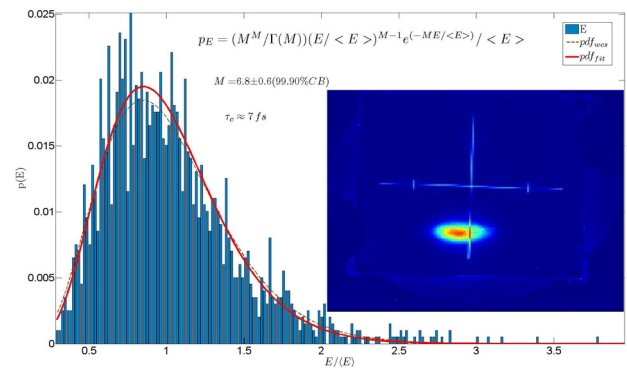 p_E = (M^M/Γ(M))(E/ < E >)^{M−1}e^{(−ME/<E>)}/ < E >
E
pdf_wes
pdf_fit
M =6.8±0.6(99.90%CB)
τ_e ≈ 7 fs
0.025
0.02
0.015
0.01
0.005
0
p(E)
0.5
1
1.5
2
2.5
3
3.5
E/⟨E⟩